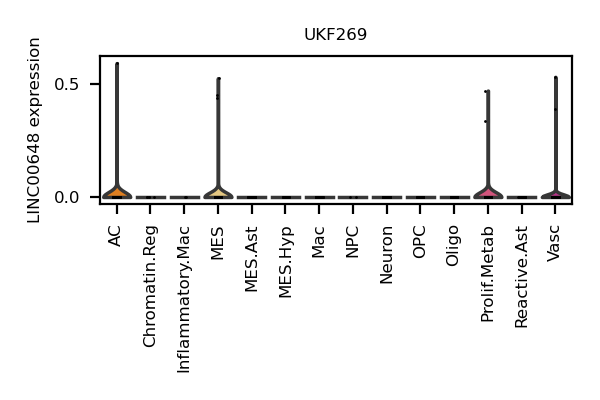 UKF269
LINC00648 expression
0.5
0.0
AC
Chromatin.Reg
Inflammatory.Mac
MES
MES.Ast
MES.Hyp
Mac
NPC
Neuron
OPC
Oligo
Prolif.Metab
Reactive.Ast
Vasc